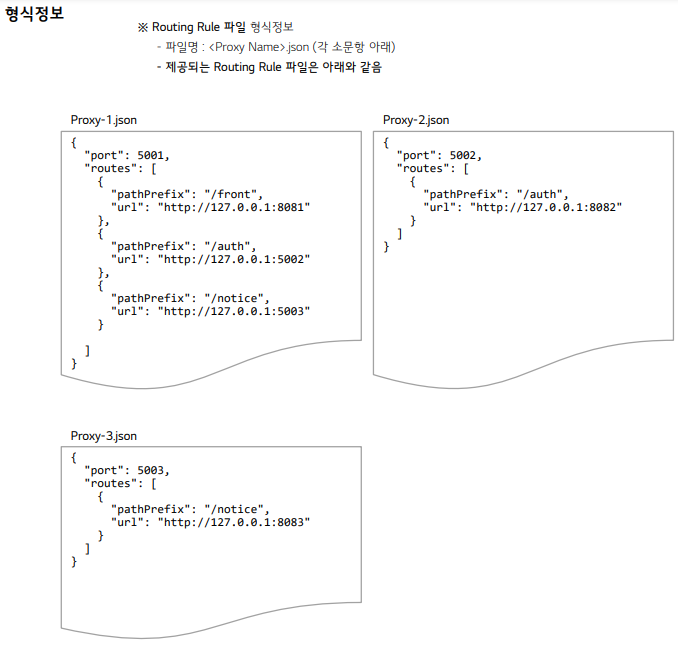 형식정보
※ Routing Rule 파일 형식정보
- 파일명 : <Proxy Name>.json (각 소문항 아래)
- 제공되는 Routing Rule 파일은 아래와 같음
Proxy-1.json
{
"port": 5001,
"routes": [
{
"pathPrefix": "/front",
"url": "http://127.0.0.1:8081"
},
{
"pathPrefix": "/auth",
"url": "http://127.0.0.1:5002"
},
{
"pathPrefix": "/notice",
"url": "http://127.0.0.1:5003"
}
]
}
Proxy-2.json
{
"port": 5002,
"routes": [
{
"pathPrefix": "/auth",
"url": "http://127.0.0.1:8082"
}
]
}
Proxy-3.json
{
"port": 5003,
"routes": [
{
"pathPrefix": "/notice",
"url": "http://127.0.0.1:8083"
}
]
}